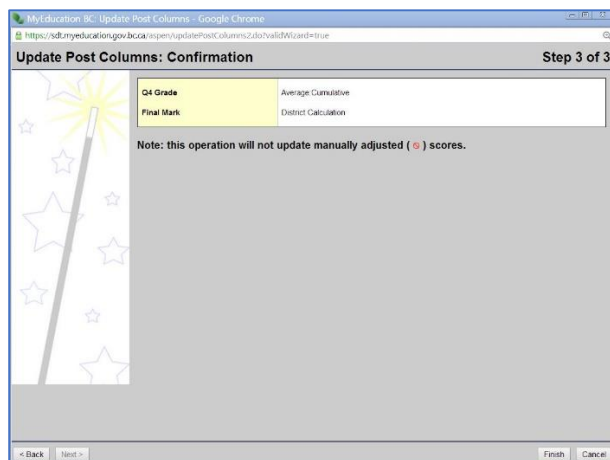 MyEducation BC: Update Post Columns - Google Chrome
https://sdt.myeducation.gov.bc.ca/aspen/updatePostColumns2.do?validWizard=true
Update Post Columns: Confirmation Step 3 of 3
Q4 Grade Average Cumulative
Final Mark District Calculation
Note: this operation will not update manually adjusted ( ) scores.
< Back Next > Finish Cancel